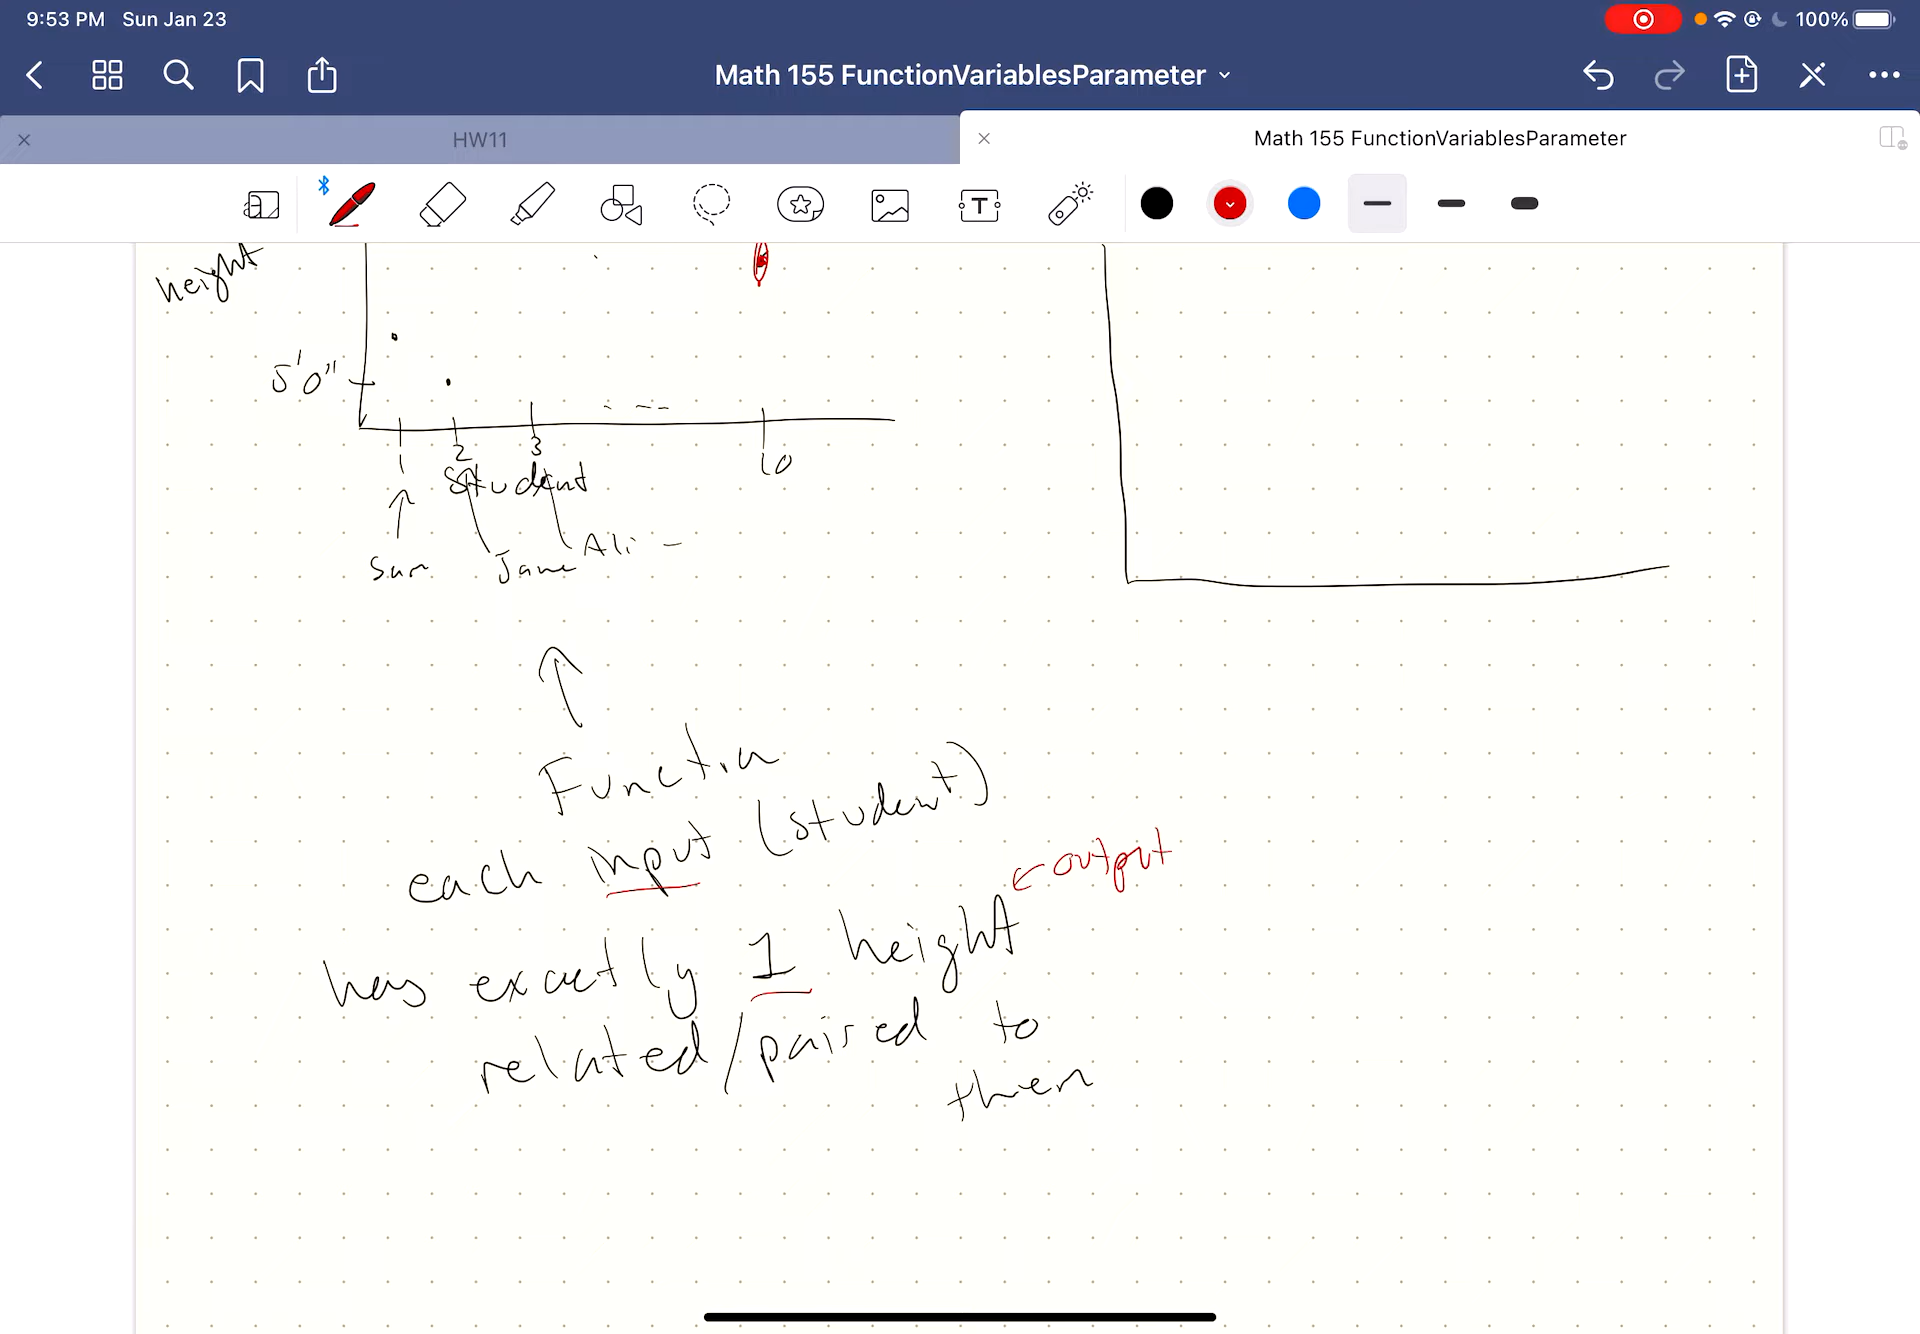 9:53 PM Sun Jan 23
100%
Math 155 FunctionVariablesParameter
HW11
Math 155 FunctionVariablesParameter
T
height
5'0"
1 2 3 10
Student
Sam Jane Ali
Function
each input (student)
← output
has exactly 1 height
related/paired to
them